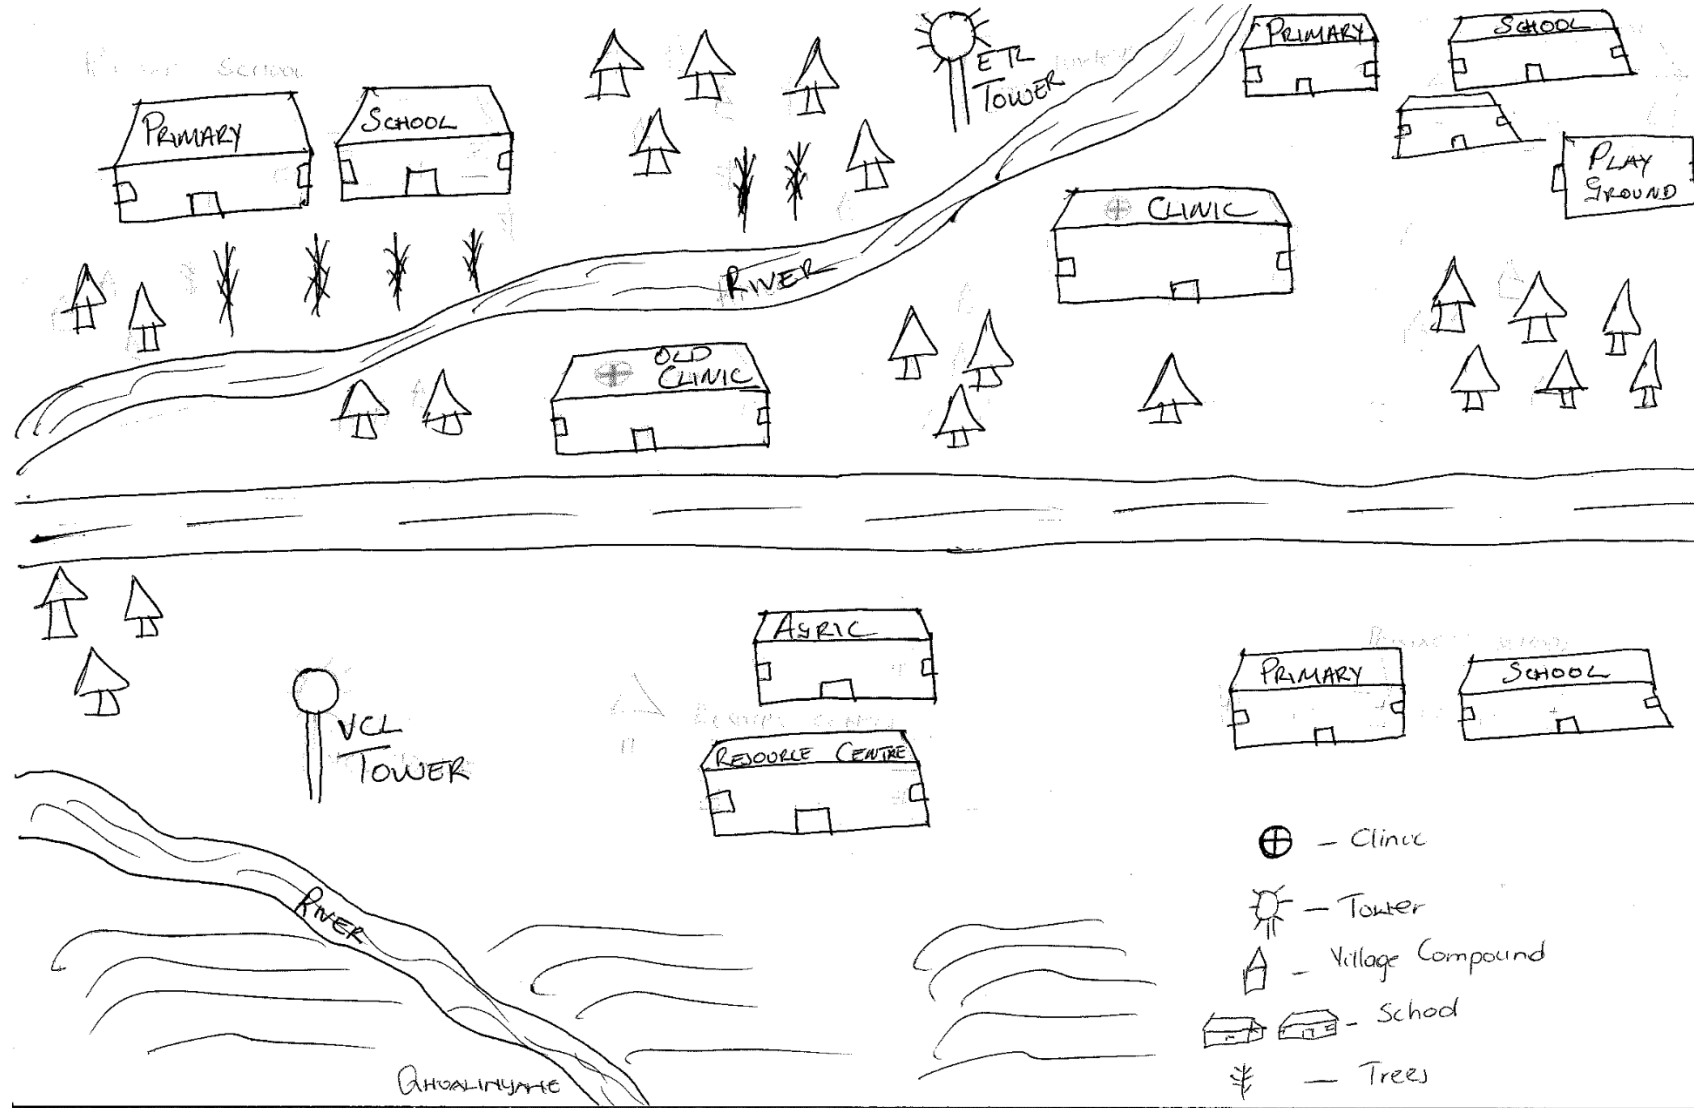 PRIMARY
SCHOOL
ETL
TOWER
PRIMARY
SCHOOL
PLAY
GROUND
CLINIC
RIVER
OLD
CLINIC
AGRIC
RESOURCE CENTRE
PRIMARY
SCHOOL
VCL
TOWER
RIVER
QHOALINYANE
– Clinic
– Tower
– Village Compound
– School
– Trees